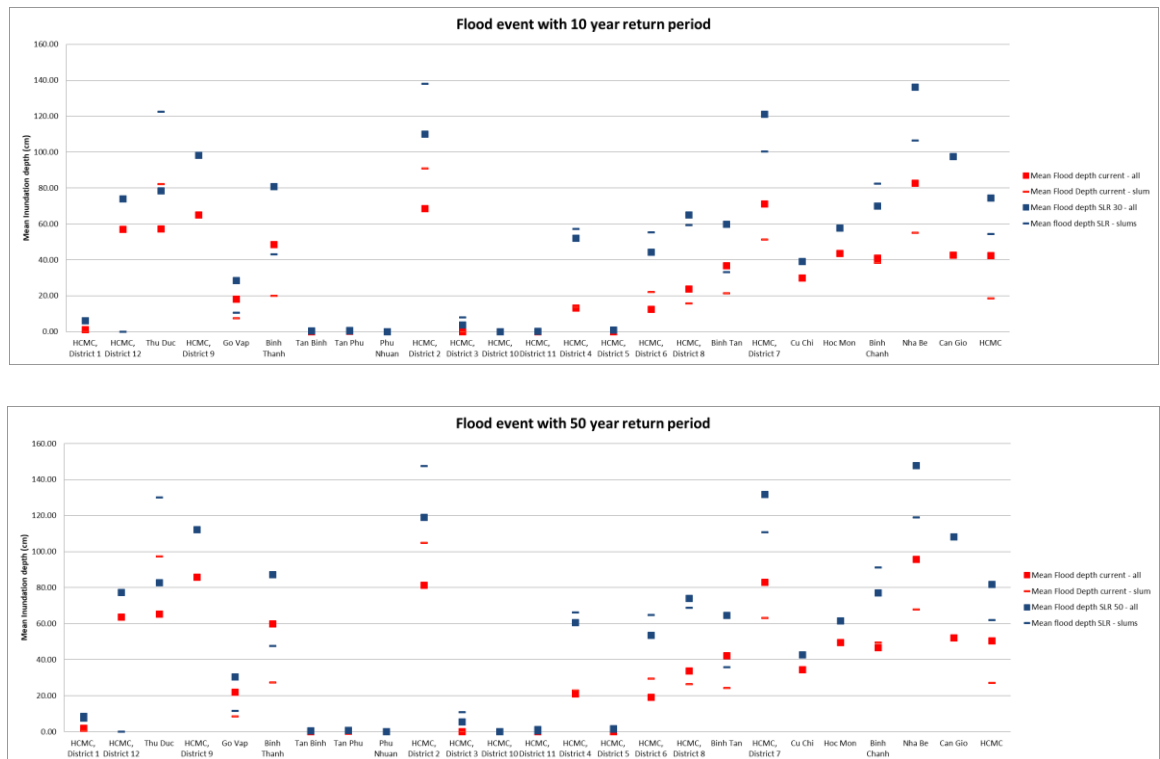 Flood event with 10 year return period
Mean Inundation depth (cm)
160.00
140.00
120.00
100.00
80.00
60.00
40.00
20.00
0.00
HCMC, District 1
HCMC, District 12
Thu Duc
HCMC, District 9
Go Vap
Binh Thanh
Tan Binh
Tan Phu
Phu Nhuan
HCMC, District 2
HCMC, District 3
HCMC, District 10
HCMC, District 11
HCMC, District 4
HCMC, District 5
HCMC, District 6
HCMC, District 8
Binh Tan
HCMC, District 7
Cu Chi
Hoc Mon
Binh Chanh
Nha Be
Can Gio
HCMC
Mean Flood depth current - all
Mean Flood Depth current - slum
Mean Flood depth SLR 30 - all
Mean flood depth SLR - slums
Flood event with 50 year return period
Mean Inundation depth (cm)
160.00
140.00
120.00
100.00
80.00
60.00
40.00
20.00
0.00
HCMC, District 1
HCMC, District 12
Thu Duc
HCMC, District 9
Go Vap
Binh Thanh
Tan Binh
Tan Phu
Phu Nhuan
HCMC, District 2
HCMC, District 3
HCMC, District 10
HCMC, District 11
HCMC, District 4
HCMC, District 5
HCMC, District 6
HCMC, District 8
Binh Tan
HCMC, District 7
Cu Chi
Hoc Mon
Binh Chanh
Nha Be
Can Gio
HCMC
Mean Flood depth current - all
Mean Flood Depth current - slum
Mean Flood depth SLR 50 - all
Mean flood depth SLR - slums